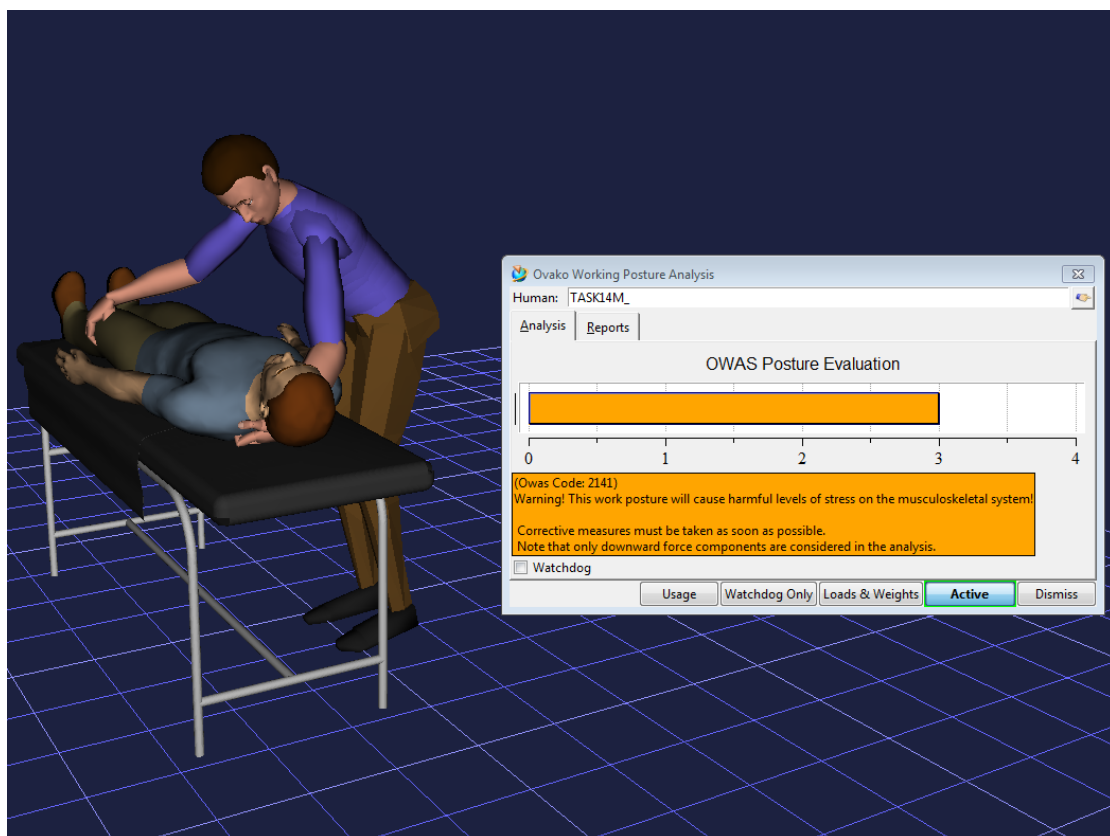 Ovako Working Posture Analysis
Human: TASK14M_
Analysis Reports
OWAS Posture Evaluation
0 1 2 3 4
(Owas Code: 2141)
Warning! This work posture will cause harmful levels of stress on the musculoskeletal system!
Corrective measures must be taken as soon as possible.
Note that only downward force components are considered in the analysis.
Watchdog
Usage Watchdog Only Loads & Weights Active Dismiss